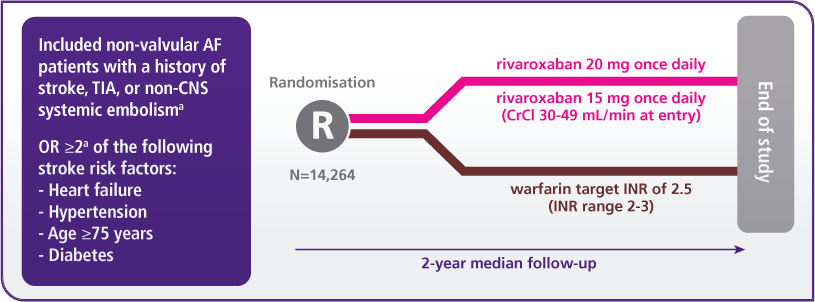 Included non-valvular AF
patients with a history of
stroke, TIA, or non-CNS
systemic embolismᵃ
OR ≥2ᵃ of the following
stroke risk factors:
- Heart failure
- Hypertension
- Age ≥75 years
- Diabetes
Randomisation
R
N=14,264
rivaroxaban 20 mg once daily
rivaroxaban 15 mg once daily
(CrCl 30-49 mL/min at entry)
warfarin target INR of 2.5
(INR range 2-3)
2-year median follow-up
End of study